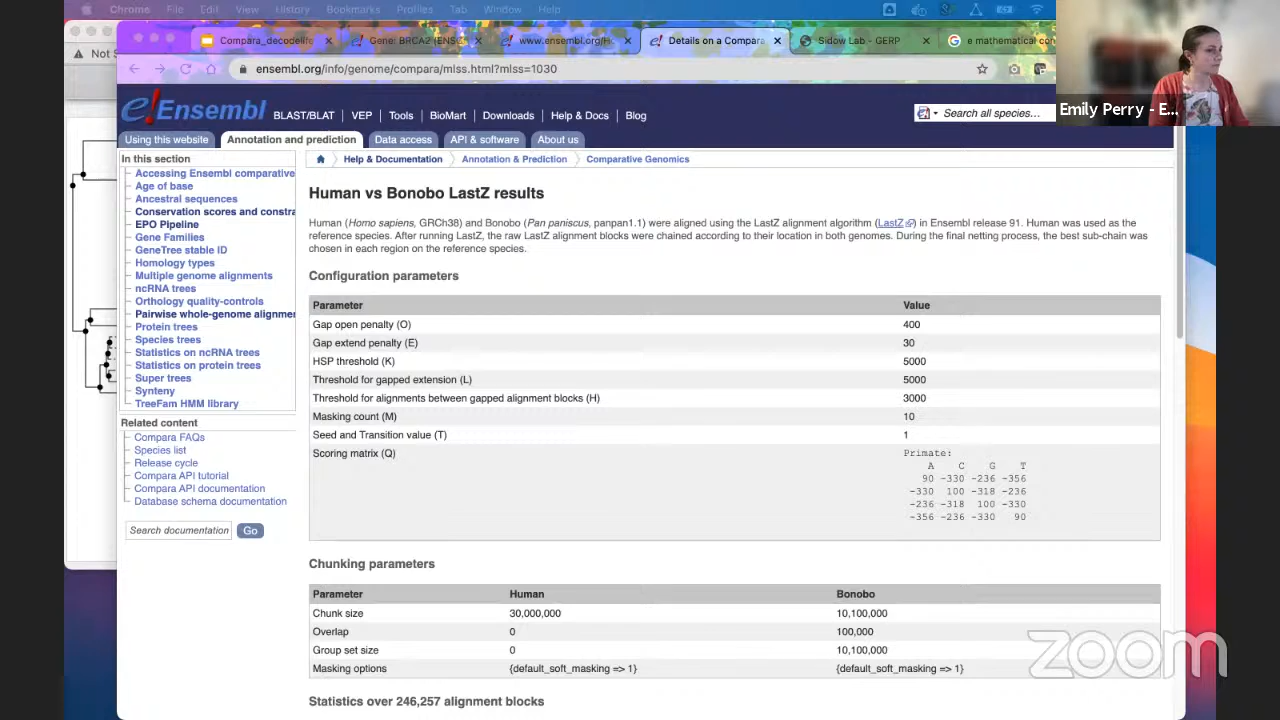 Chrome File Edit View History Bookmarks Profiles Tab Window Help
Not S
Compara_decodelife
Gene: BRCA2 (ENSG
www.ensembl.org/Ho
Details on a Compara
Sidow Lab - GERP
e mathematical con
ensembl.org/info/genome/compara/mlss.html?mlss=1030
Emily Perry - E...
e!Ensembl
BLAST/BLAT | VEP | Tools | BioMart | Downloads | Help & Docs | Blog
Search all species...
Using this website
Annotation and prediction
Data access
API & software
About us
In this section
Accessing Ensembl comparative
Age of base
Ancestral sequences
Conservation scores and constra
EPO Pipeline
Gene Families
GeneTree stable ID
Homology types
Multiple genome alignments
ncRNA trees
Orthology quality-controls
Pairwise whole-genome alignmen
Protein trees
Species trees
Statistics on ncRNA trees
Statistics on protein trees
Super trees
Synteny
TreeFam HMM library
Related content
Compara FAQs
Species list
Release cycle
Compara API tutorial
Compara API documentation
Database schema documentation
Search documentation
Go
Help & Documentation
Annotation & Prediction
Comparative Genomics
Human vs Bonobo LastZ results
Human (Homo sapiens, GRCh38) and Bonobo (Pan paniscus, panpan1.1) were aligned using the LastZ alignment algorithm (LastZ) in Ensembl release 91. Human was used as the
reference species. After running LastZ, the raw LastZ alignment blocks were chained according to their location in both genomes. During the final netting process, the best sub-chain was
chosen in each region on the reference species.
Configuration parameters
Parameter Value
Gap open penalty (O) 400
Gap extend penalty (E) 30
HSP threshold (K) 5000
Threshold for gapped extension (L) 5000
Threshold for alignments between gapped alignment blocks (H) 3000
Masking count (M) 10
Seed and Transition value (T) 1
Scoring matrix (Q) Primate:
A C G T
90 -330 -236 -356
-330 100 -318 -236
-236 -318 100 -330
-356 -236 -330 90
Chunking parameters
Parameter Human Bonobo
Chunk size 30,000,000 10,100,000
Overlap 0 100,000
Group set size 0 10,100,000
Masking options {default_soft_masking => 1} {default_soft_masking => 1}
Statistics over 246,257 alignment blocks
zoom